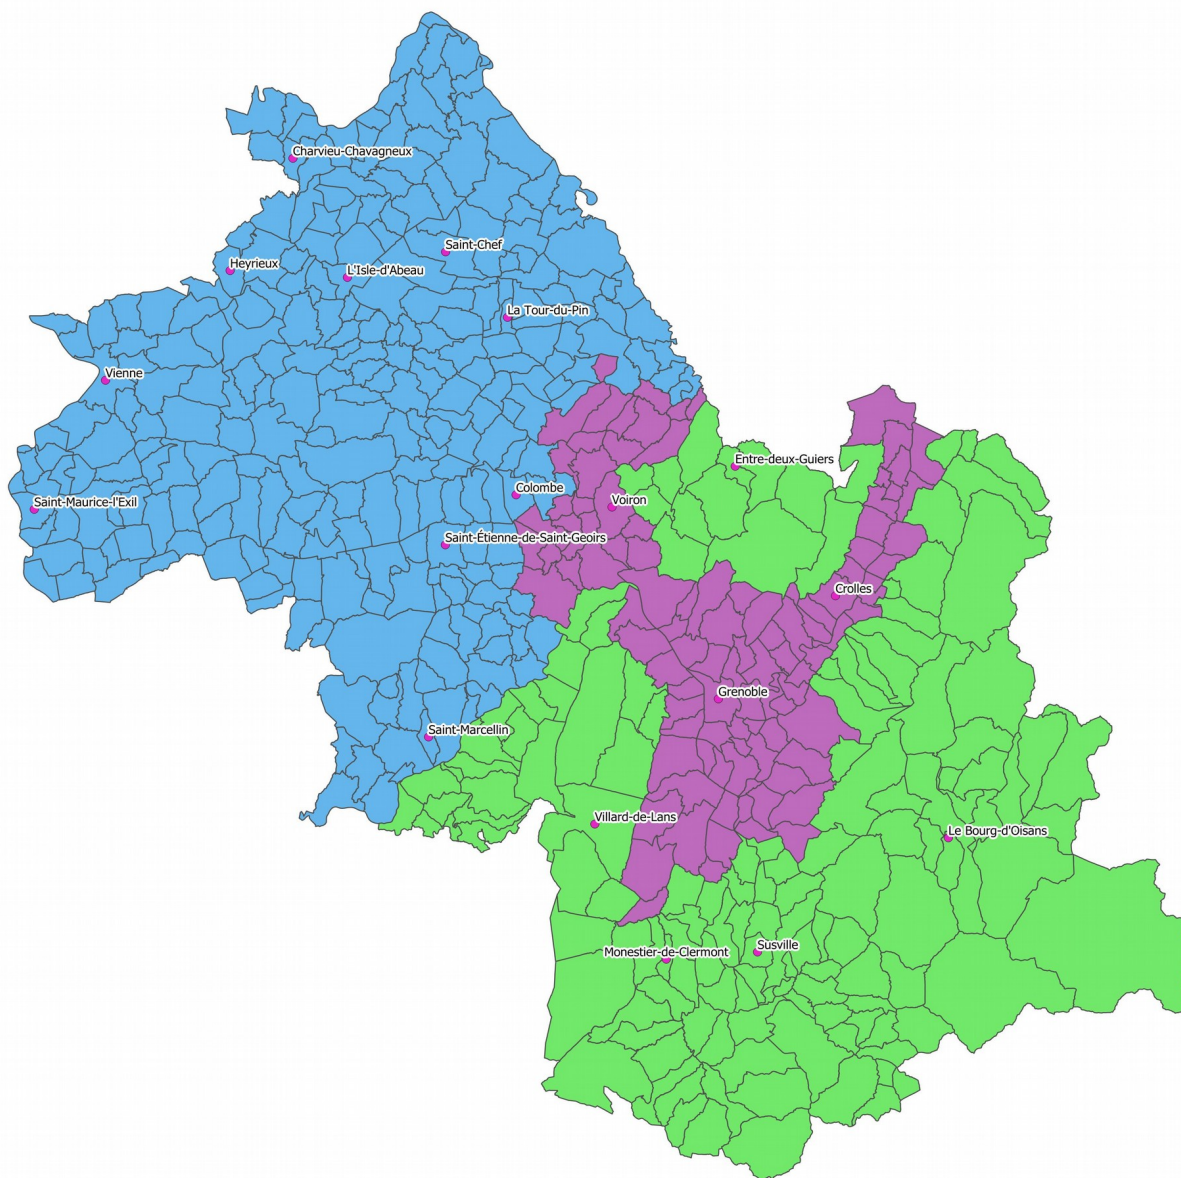 Charvieu-Chavagneux
Saint-Chef
Heyrieux
L'Isle-d'Abeau
La Tour-du-Pin
Vienne
Entre-deux-Guiers
Colombe
Voiron
Saint-Maurice-l'Exil
Saint-Étienne-de-Saint-Geoirs
Crolles
Grenoble
Saint-Marcellin
Villard-de-Lans
Le Bourg-d'Oisans
Susville
Monestier-de-Clermont